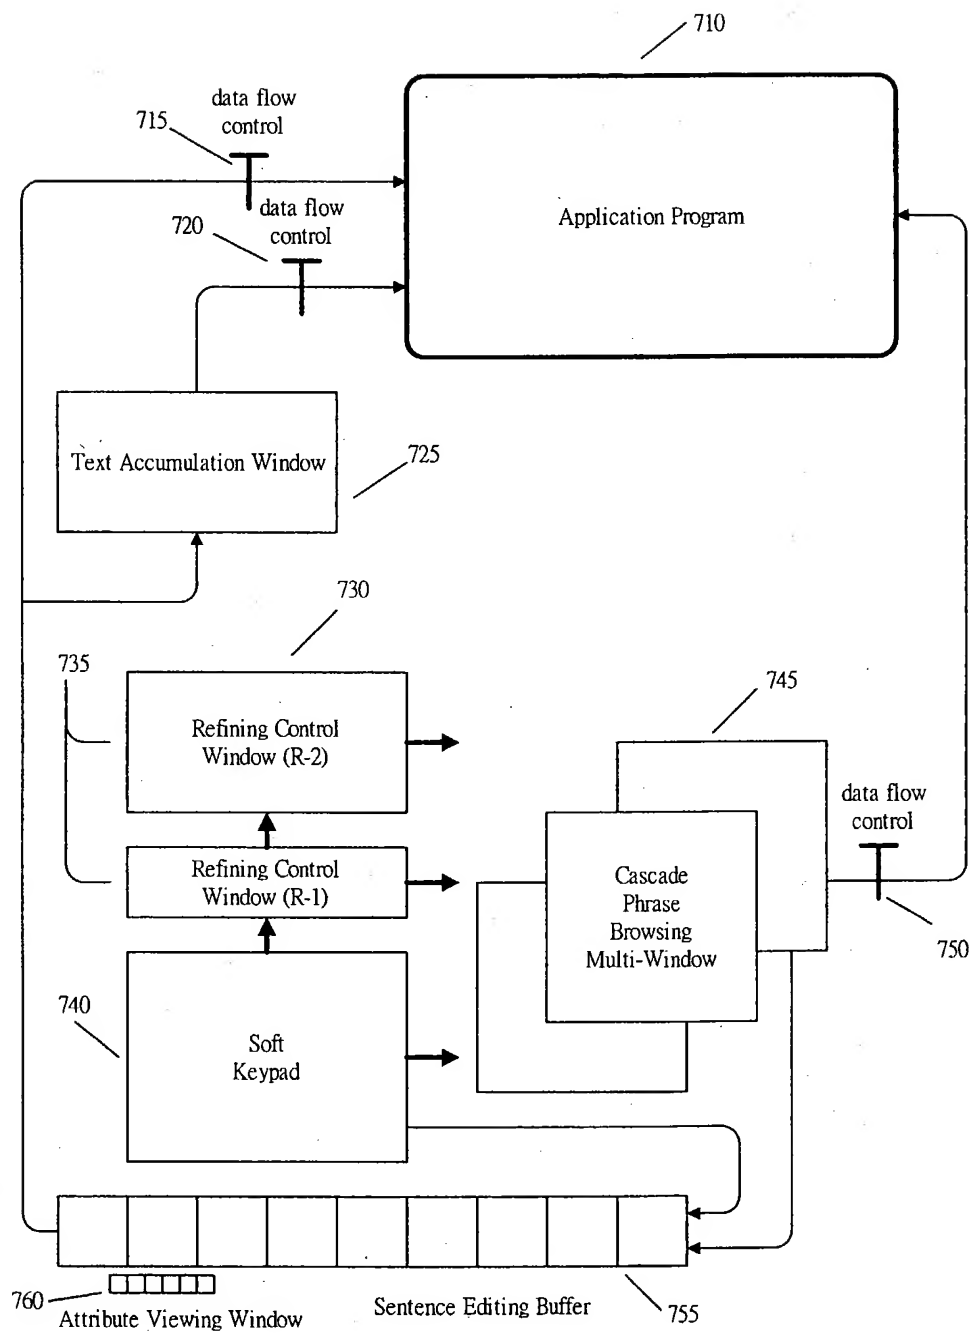 710
data flow
control
715
data flow
control
720
Application Program
Text Accumulation Window
725
730
735
Refining Control
Window (R-2)
745
data flow
control
Refining Control
Window (R-1)
Cascade
Phrase
Browsing
Multi-Window
750
740
Soft
Keypad
760
Attribute Viewing Window
Sentence Editing Buffer
755